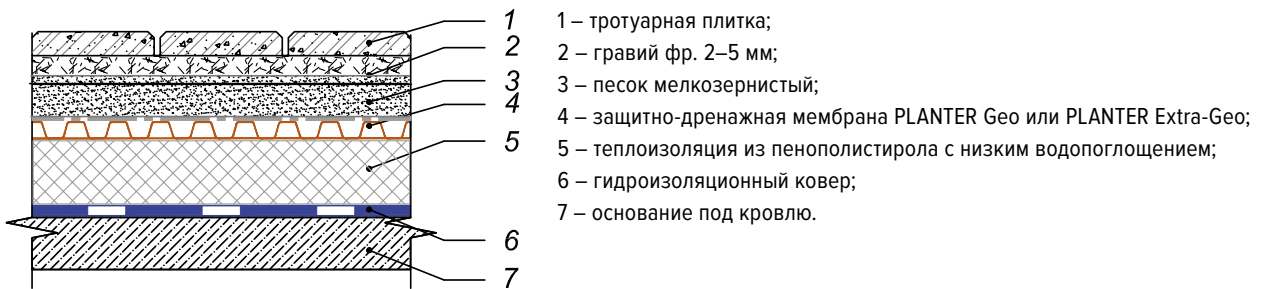 1
2
3
4
5
6
7
1 – тротуарная плитка;
2 – гравий фр. 2–5 мм;
3 – песок мелкозернистый;
4 – защитно-дренажная мембрана PLANTER Geo или PLANTER Extra-Geo;
5 – теплоизоляция из пенополистирола с низким водопоглощением;
6 – гидроизоляционный ковер;
7 – основание под кровлю.